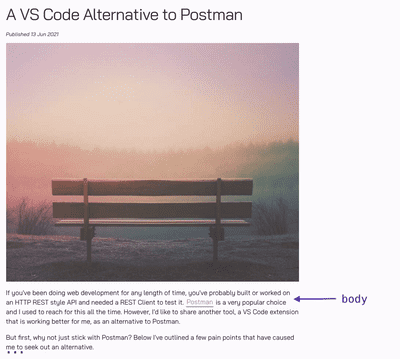 A VS Code Alternative to Postman
Published 13 Jun 2021
If you've been doing web development for any length of time, you've probably built or worked on
an HTTP REST style API and needed a REST Client to test it. Postman is a very popular choice
and I used to reach for this all the time. However, I'd like to share another tool, a VS Code extension
that is working better for me, as an alternative to Postman.
body
But first, why not just stick with Postman? Below I've outlined a few pain points that have caused
me to seek out an alternative.